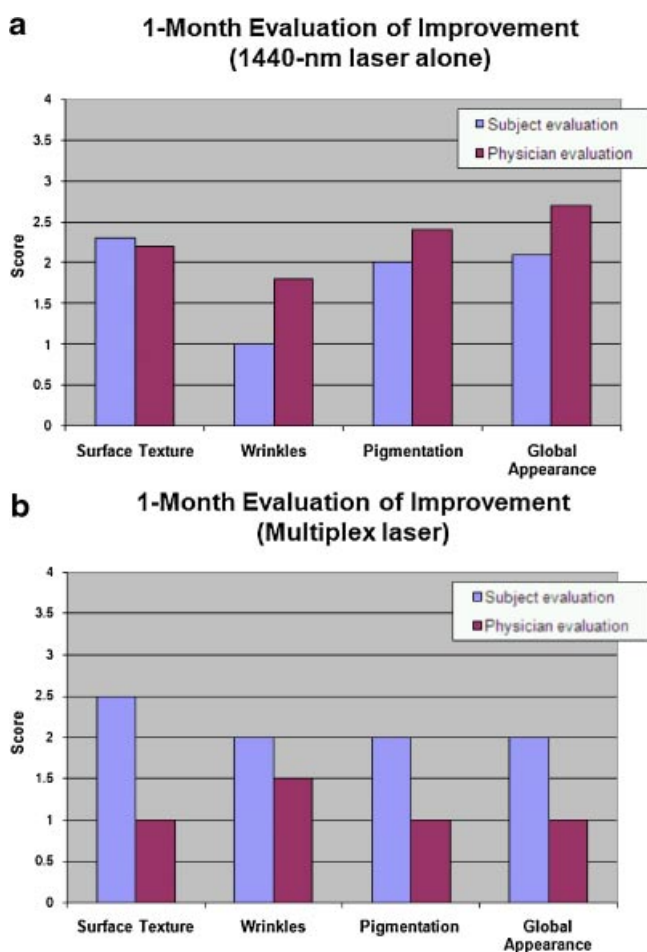 a
1-Month Evaluation of Improvement
(1440-nm laser alone)
4
3.5
3
2.5
2
1.5
1
0.5
0
Score
Subject evaluation
Physician evaluation
Surface Texture Wrinkles Pigmentation Global
Appearance
b
1-Month Evaluation of Improvement
(Multiplex laser)
4
3.5
3
2.5
2
1.5
1
0.5
0
Score
Subject evaluation
Physician evaluation
Surface Texture Wrinkles Pigmentation Global
Appearance